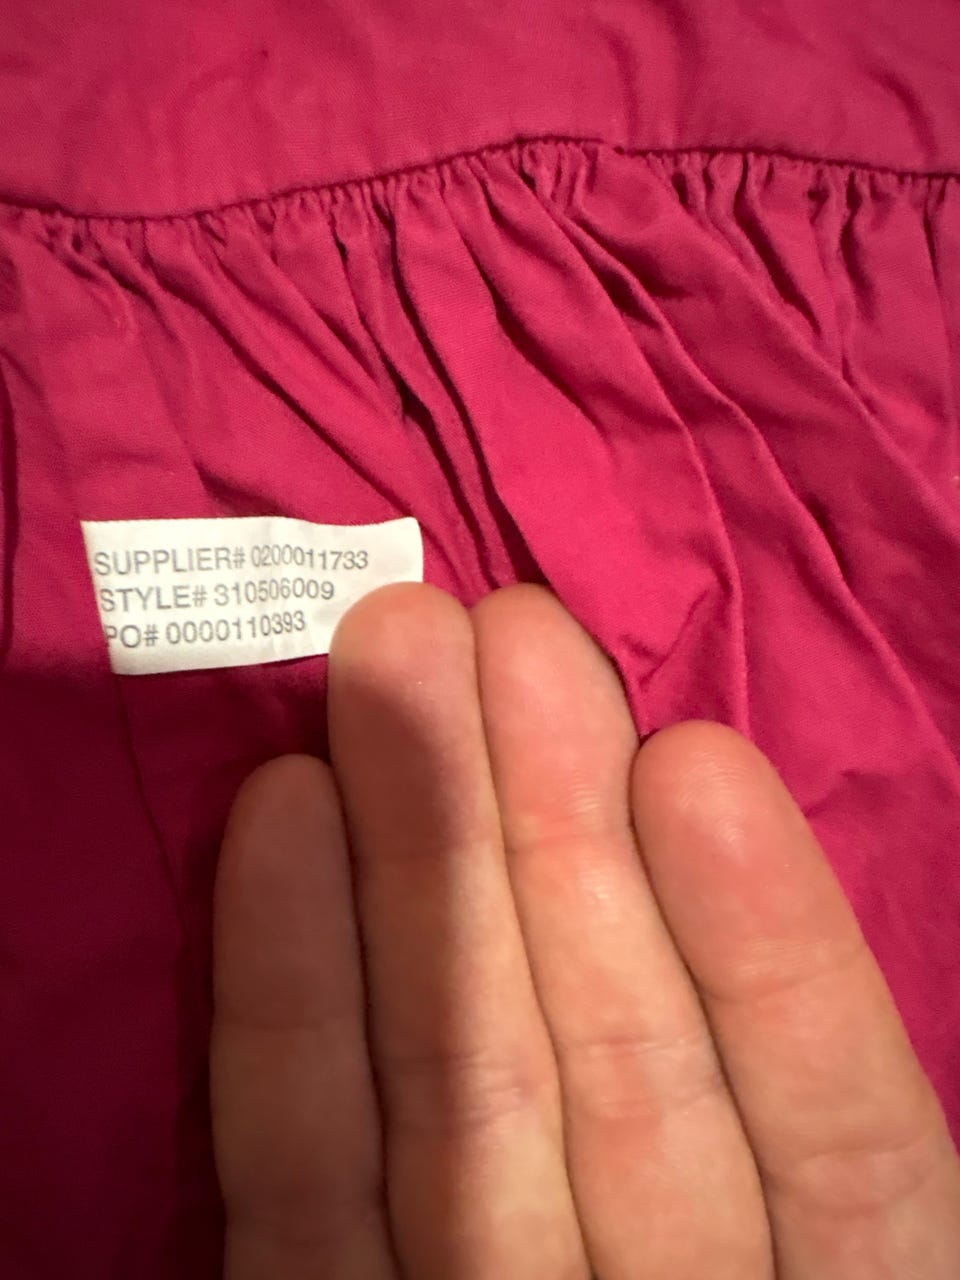 SUPPLIER# 0200011733
STYLE# 310506009
PO# 0000110393